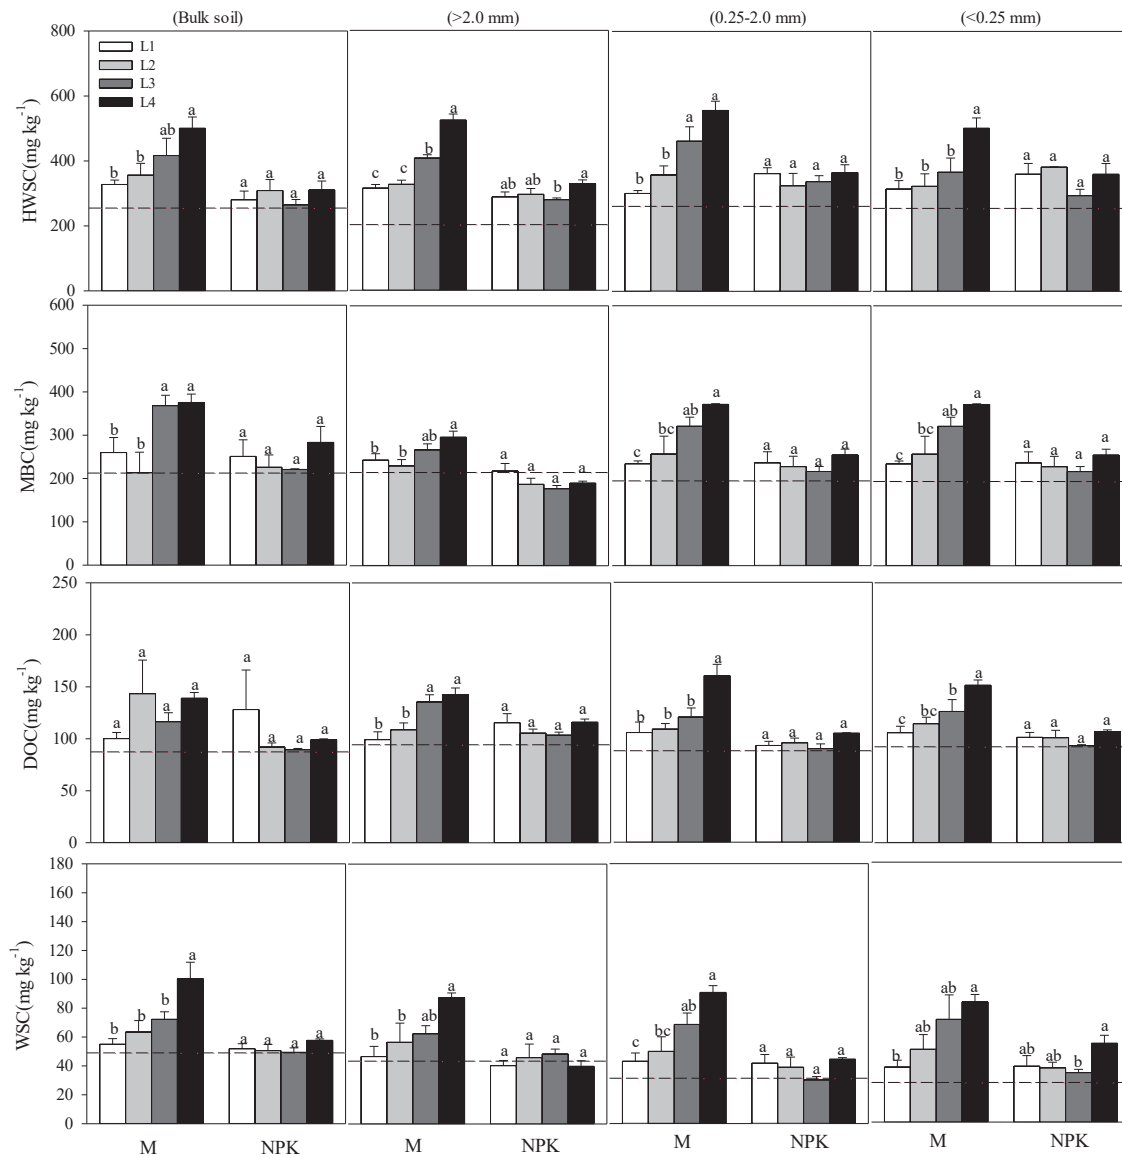 (Bulk soil) (>2.0 mm) (0.25-2.0 mm) (<0.25 mm)
HWSC(mg kg-1)
800
600
400
200
0
L1
L2
L3
L4
b b ab a a a a a
c c b a ab ab b a
b b a a a a a a
b b b a a a a a
MBC(mg kg-1)
600
500
400
300
200
100
0
b b a a a a a a
b b ab a a a a a
c bc ab a a a a a
c bc ab a a a a a
DOC(mg kg-1)
250
200
150
100
50
0
a a a a a a a a
b b a a a a a a
b b b a a a a a
c bc b a a a a a
WSC(mg kg-1)
180
160
140
120
100
80
60
40
20
0
b b b a a a a a
b b ab a a a a a
c bc ab a a a a a
b ab ab a ab ab b a
M NPK M NPK M NPK M NPK